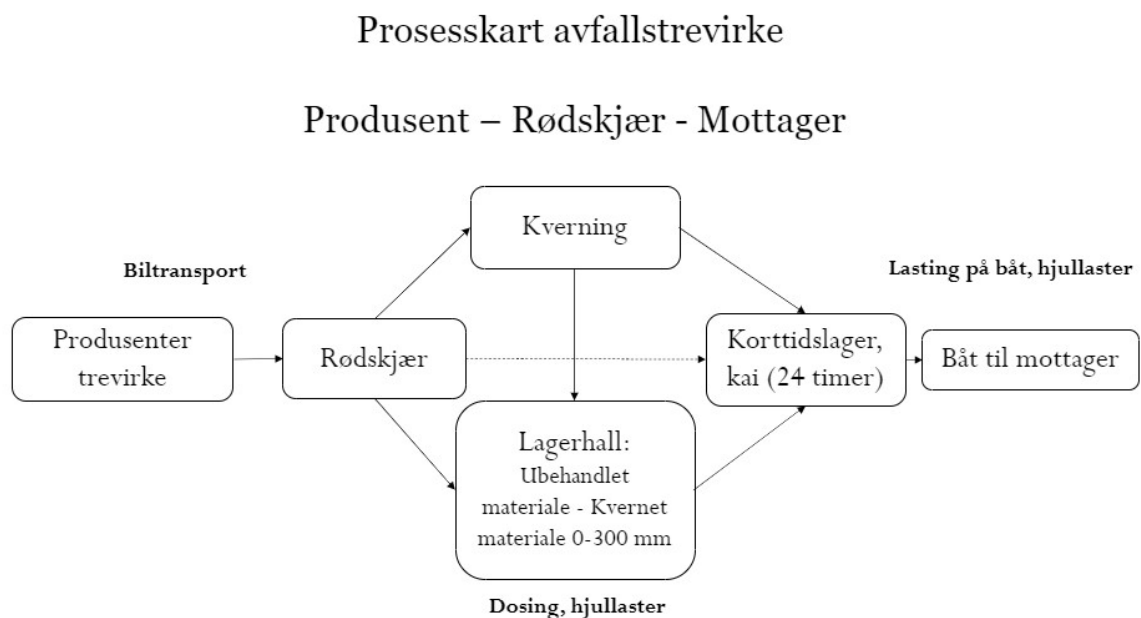 Prosesskart avfallstrevirke
Produsent – Rødskjær - Mottager
Kverning
Biltransport
Lasting på båt, hjullaster
Produsenter
trevirke
Rødskjær
Korttidslager,
kai (24 timer)
Båt til mottager
Lagerhall:
Ubehandlet
materiale - Kvernet
materiale 0-300 mm
Dosing, hjullaster